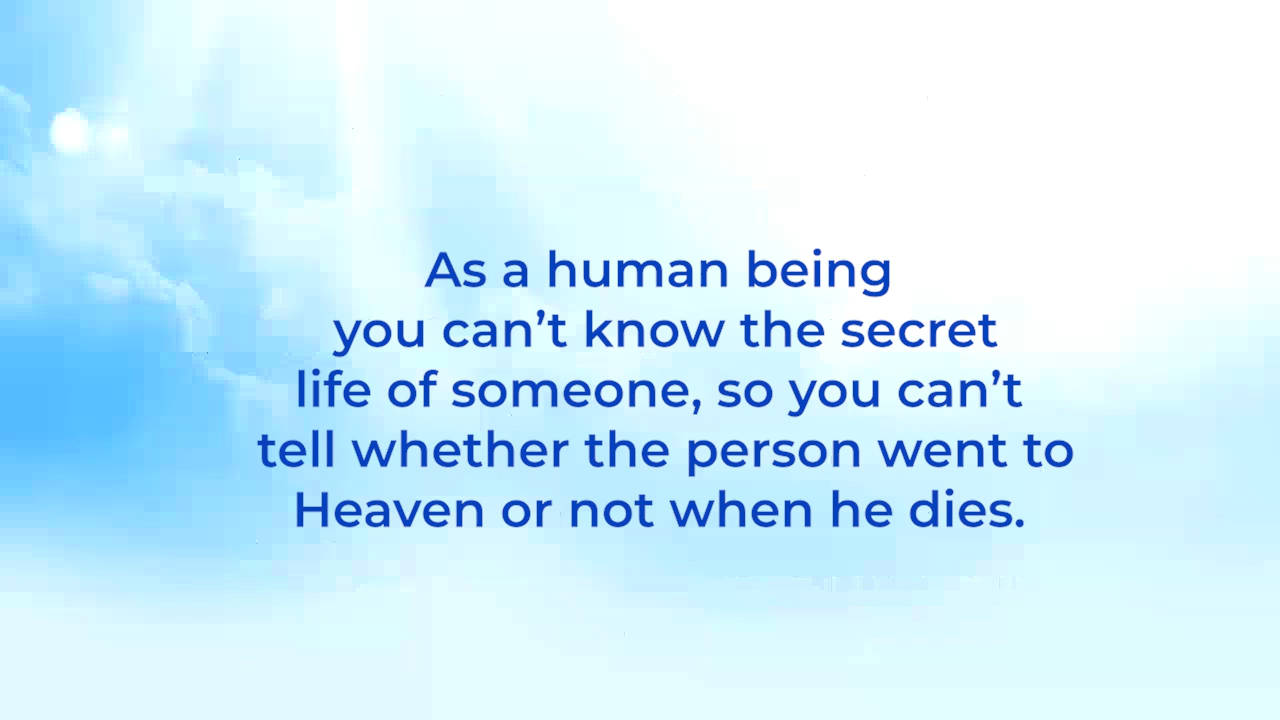 As a human being
you can’t know the secret
life of someone, so you can’t
tell whether the person went to
Heaven or not when he dies.